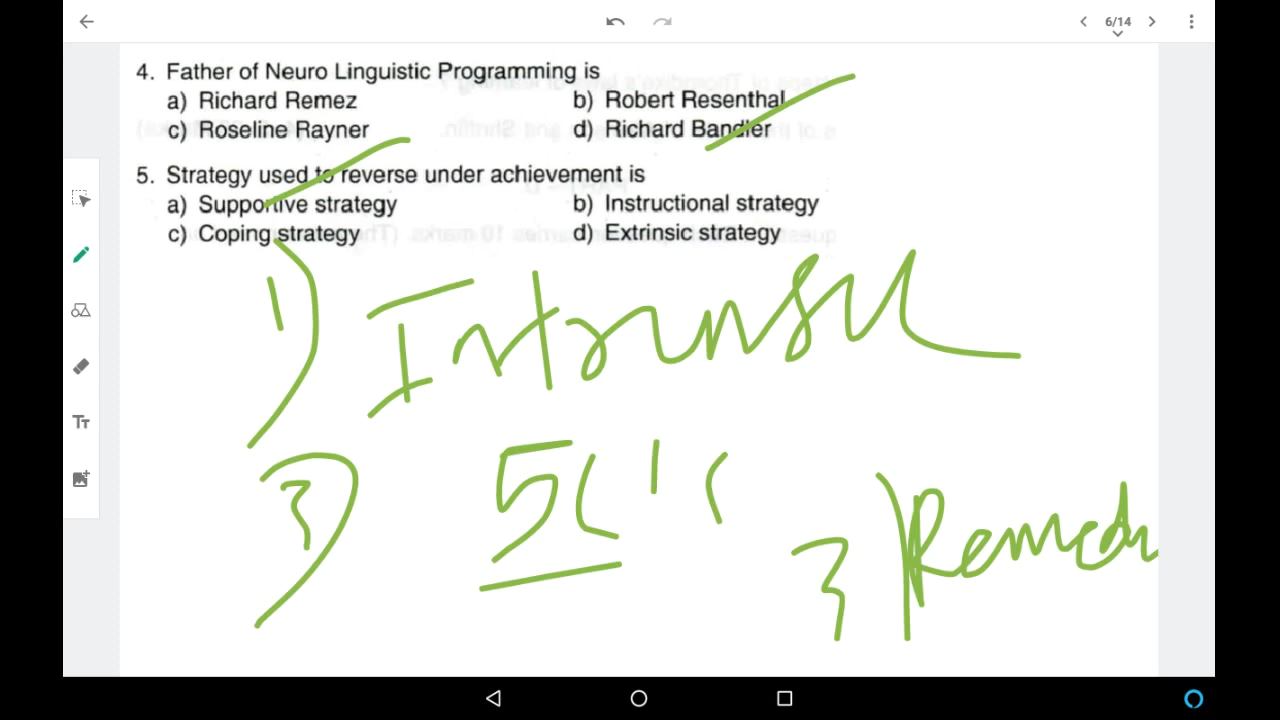 6/14
4. Father of Neuro Linguistic Programming is
a) Richard Remez b) Robert Resenthal
c) Roseline Rayner d) Richard Bandler
5. Strategy used to reverse under achievement is
a) Supportive strategy b) Instructional strategy
c) Coping strategy d) Extrinsic strategy
1) Intrinsic
3) Remedi
Tт